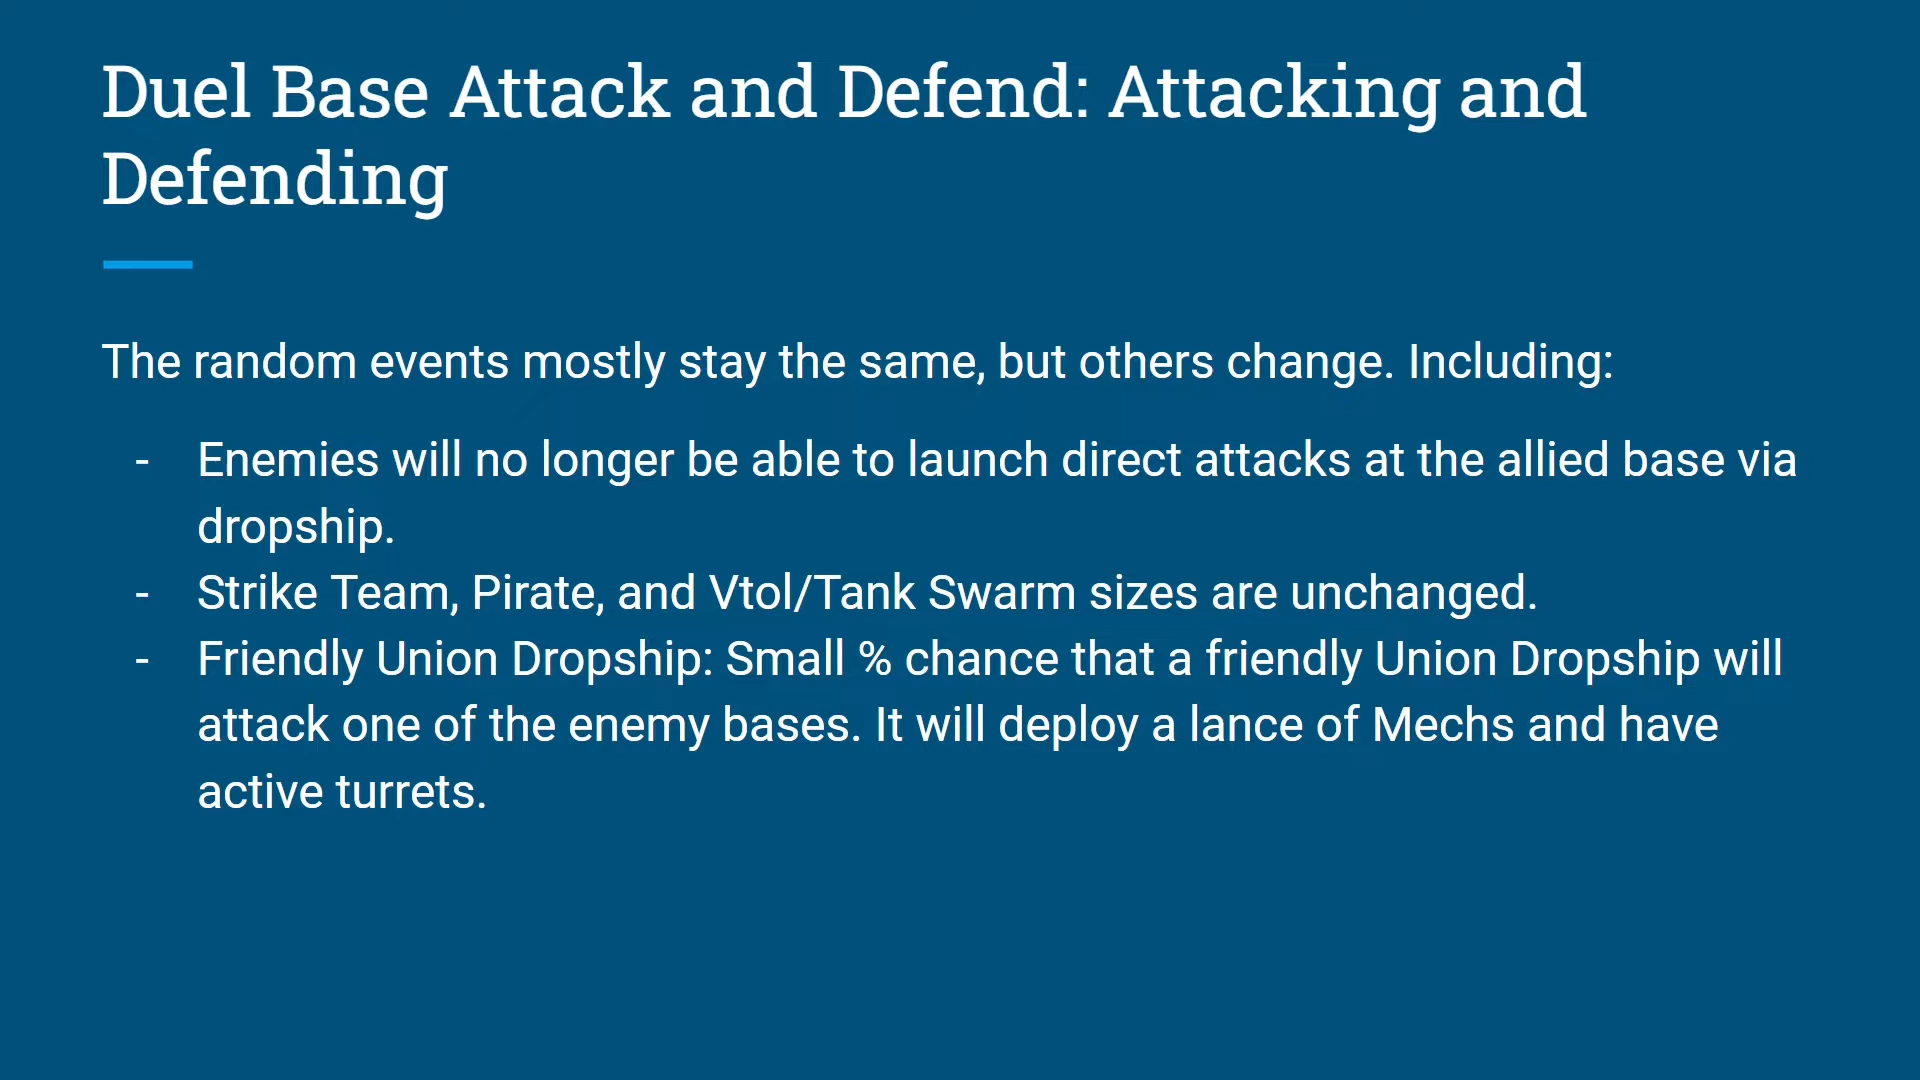 Duel Base Attack and Defend: Attacking and
Defending
The random events mostly stay the same, but others change. Including:
- Enemies will no longer be able to launch direct attacks at the allied base via
dropship.
- Strike Team, Pirate, and Vtol/Tank Swarm sizes are unchanged.
- Friendly Union Dropship: Small % chance that a friendly Union Dropship will
attack one of the enemy bases. It will deploy a lance of Mechs and have
active turrets.